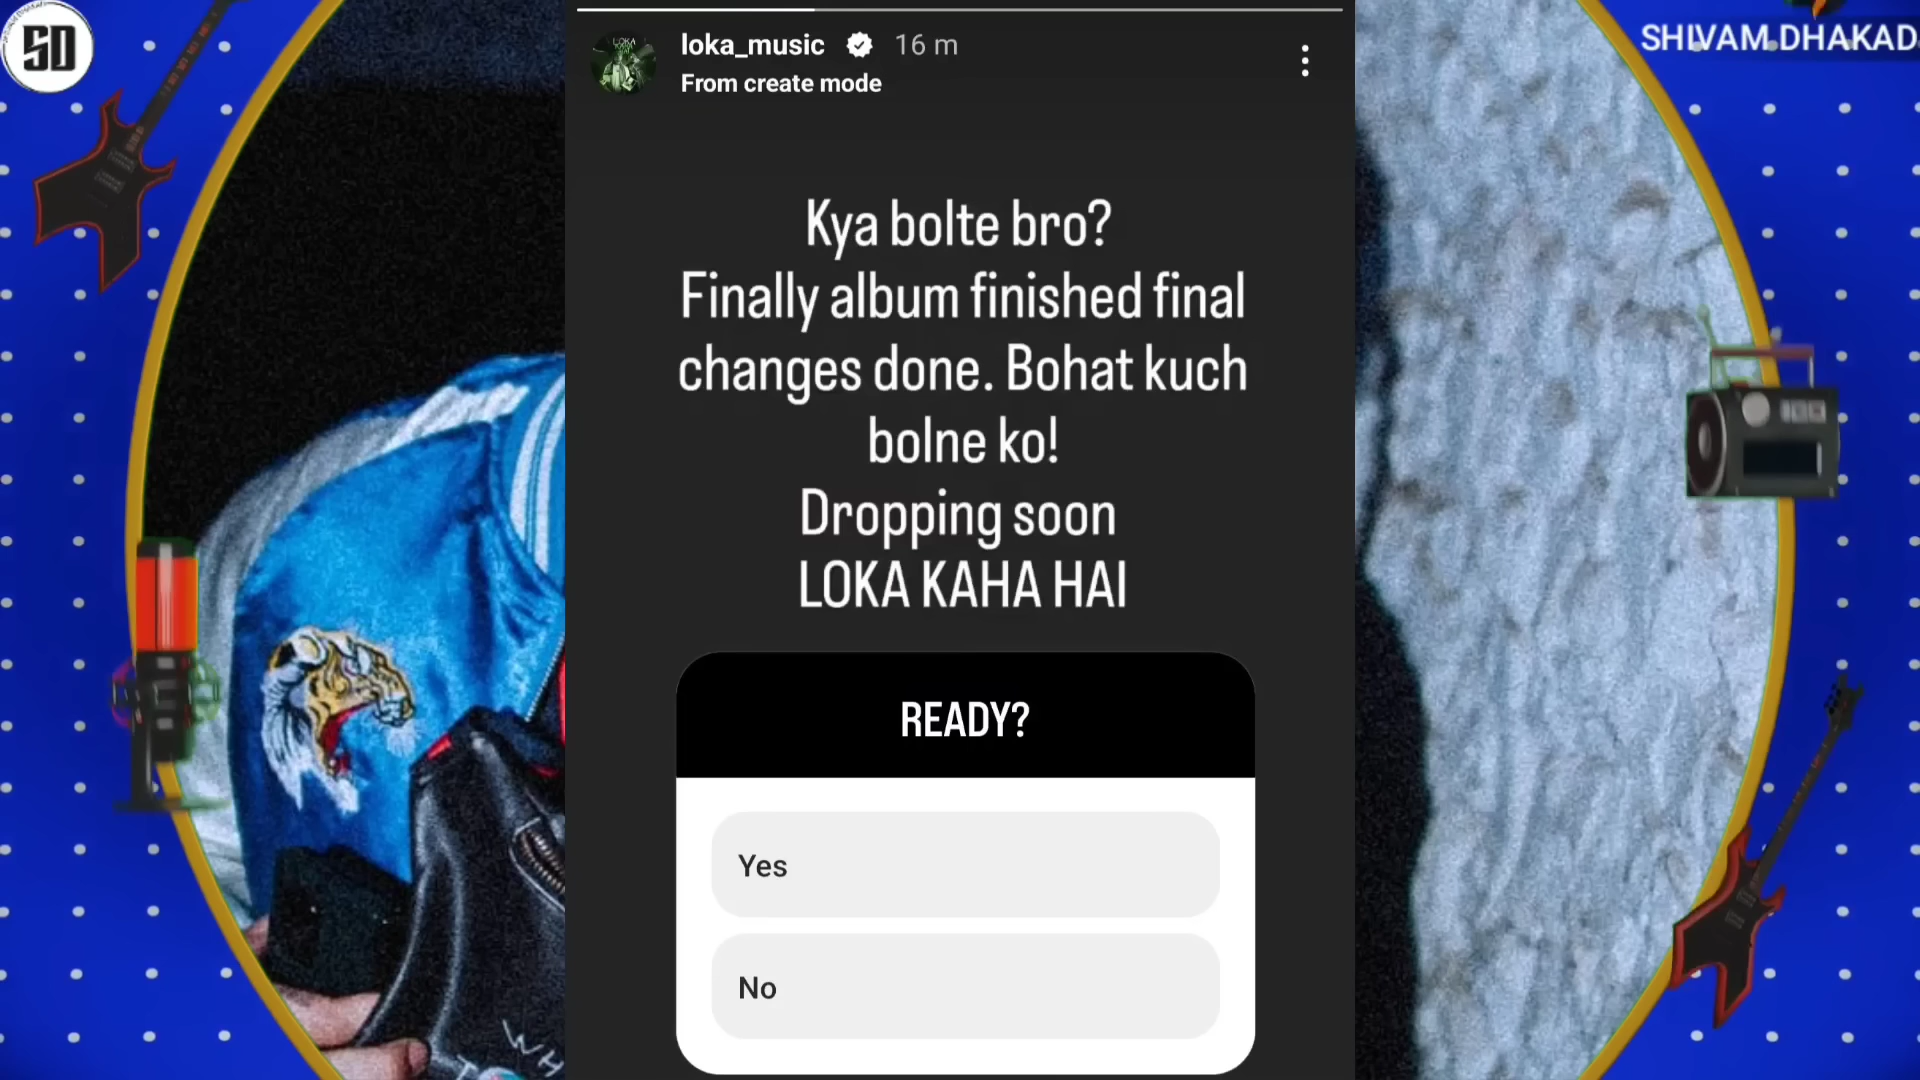 SD
SHIVAM DHAKAD
loka_music 16 m
From create mode
Kya bolte bro?
Finally album finished final
changes done. Bohat kuch
bolne ko!
Dropping soon
LOKA KAHA HAI
READY?
Yes
No